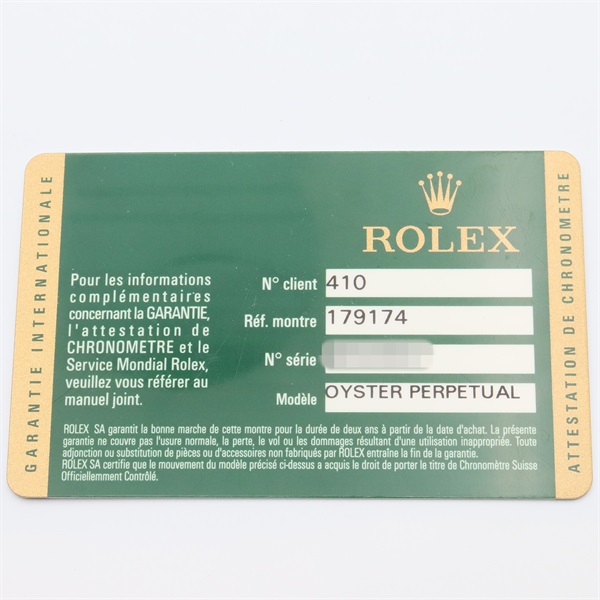 GARANTIE INTERNATIONALE
ROLEX
Pour les informations
complémentaires
concernant la GARANTIE,
l'attestation de
CHRONOMETRE et le
Service Mondial Rolex,
veuillez vous référer au
manuel joint.
N° client 410
Réf. montre 179174
N° série
Modèle OYSTER PERPETUAL
ROLEX SA garantit la bonne marche de cette montre pour la durée de deux ans à partir de la date d'achat. La présente
garantie ne couvre pas l'usure normale, la perte, le vol ou les dommages résultant d'une utilisation inappropriée. Toute
adjonction ou substitution de pièces ou d'accessoires non fabriqués par ROLEX entraîne la fin de la garantie.
ROLEX SA certifie que le mouvement du modèle précisé ci-dessus a acquis le droit de porter le titre de Chronomètre Suisse
Officiellement Contrôlé.
ATTESTATION DE CHRONOMETRE